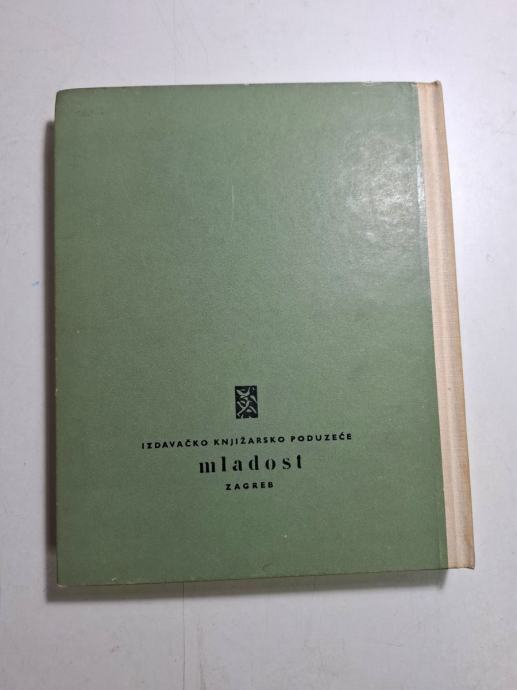 IZDAVAČKO KNJIŽARSKO PODUZEĆE
mladost
ZAGREB